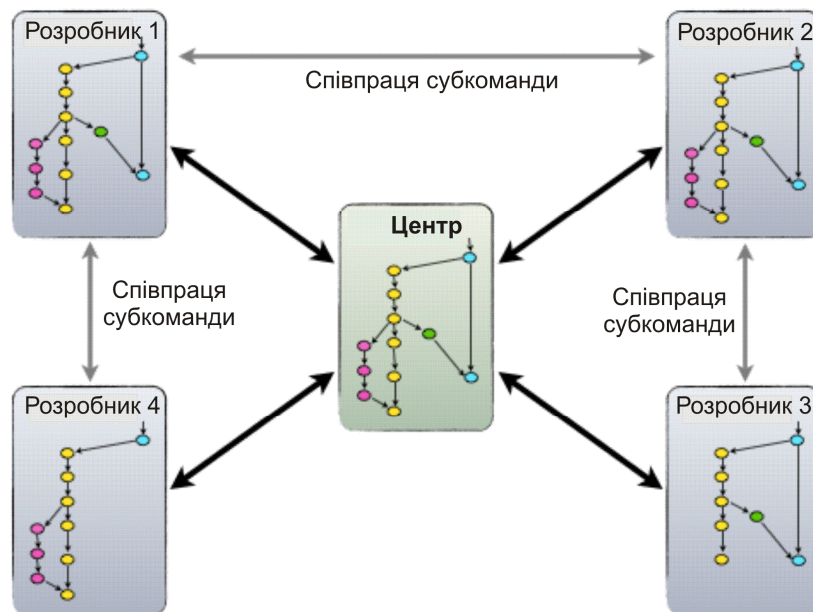 Розробник 1
Розробник 2
Співпраця субкоманди
Центр
Співпраця
субкоманди
Співпраця
субкоманди
Розробник 4
Розробник 3